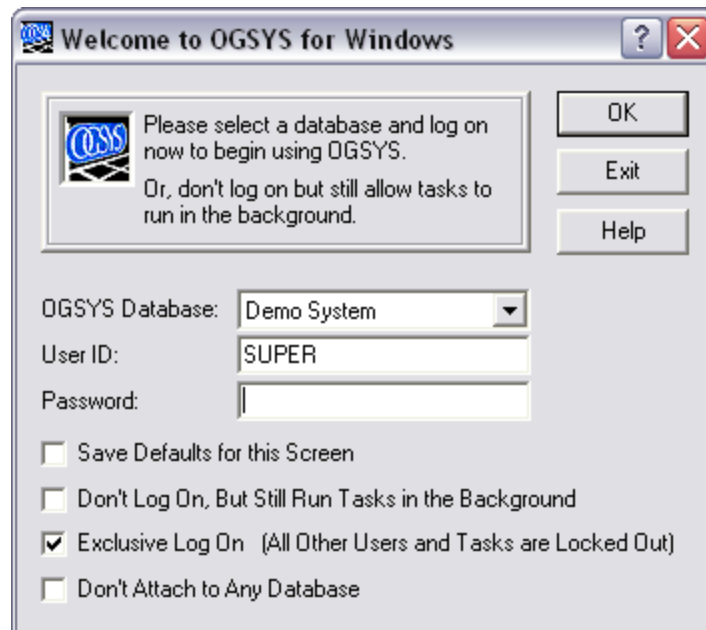 Welcome to OGSYS for Windows
OGSYS
Please select a database and log on
now to begin using OGSYS.
Or, don't log on but still allow tasks to
run in the background.
OK
Exit
Help
OGSYS Database: Demo System
User ID: SUPER
Password:
Save Defaults for this Screen
Don't Log On, But Still Run Tasks in the Background
Exclusive Log On (All Other Users and Tasks are Locked Out)
Don't Attach to Any Database